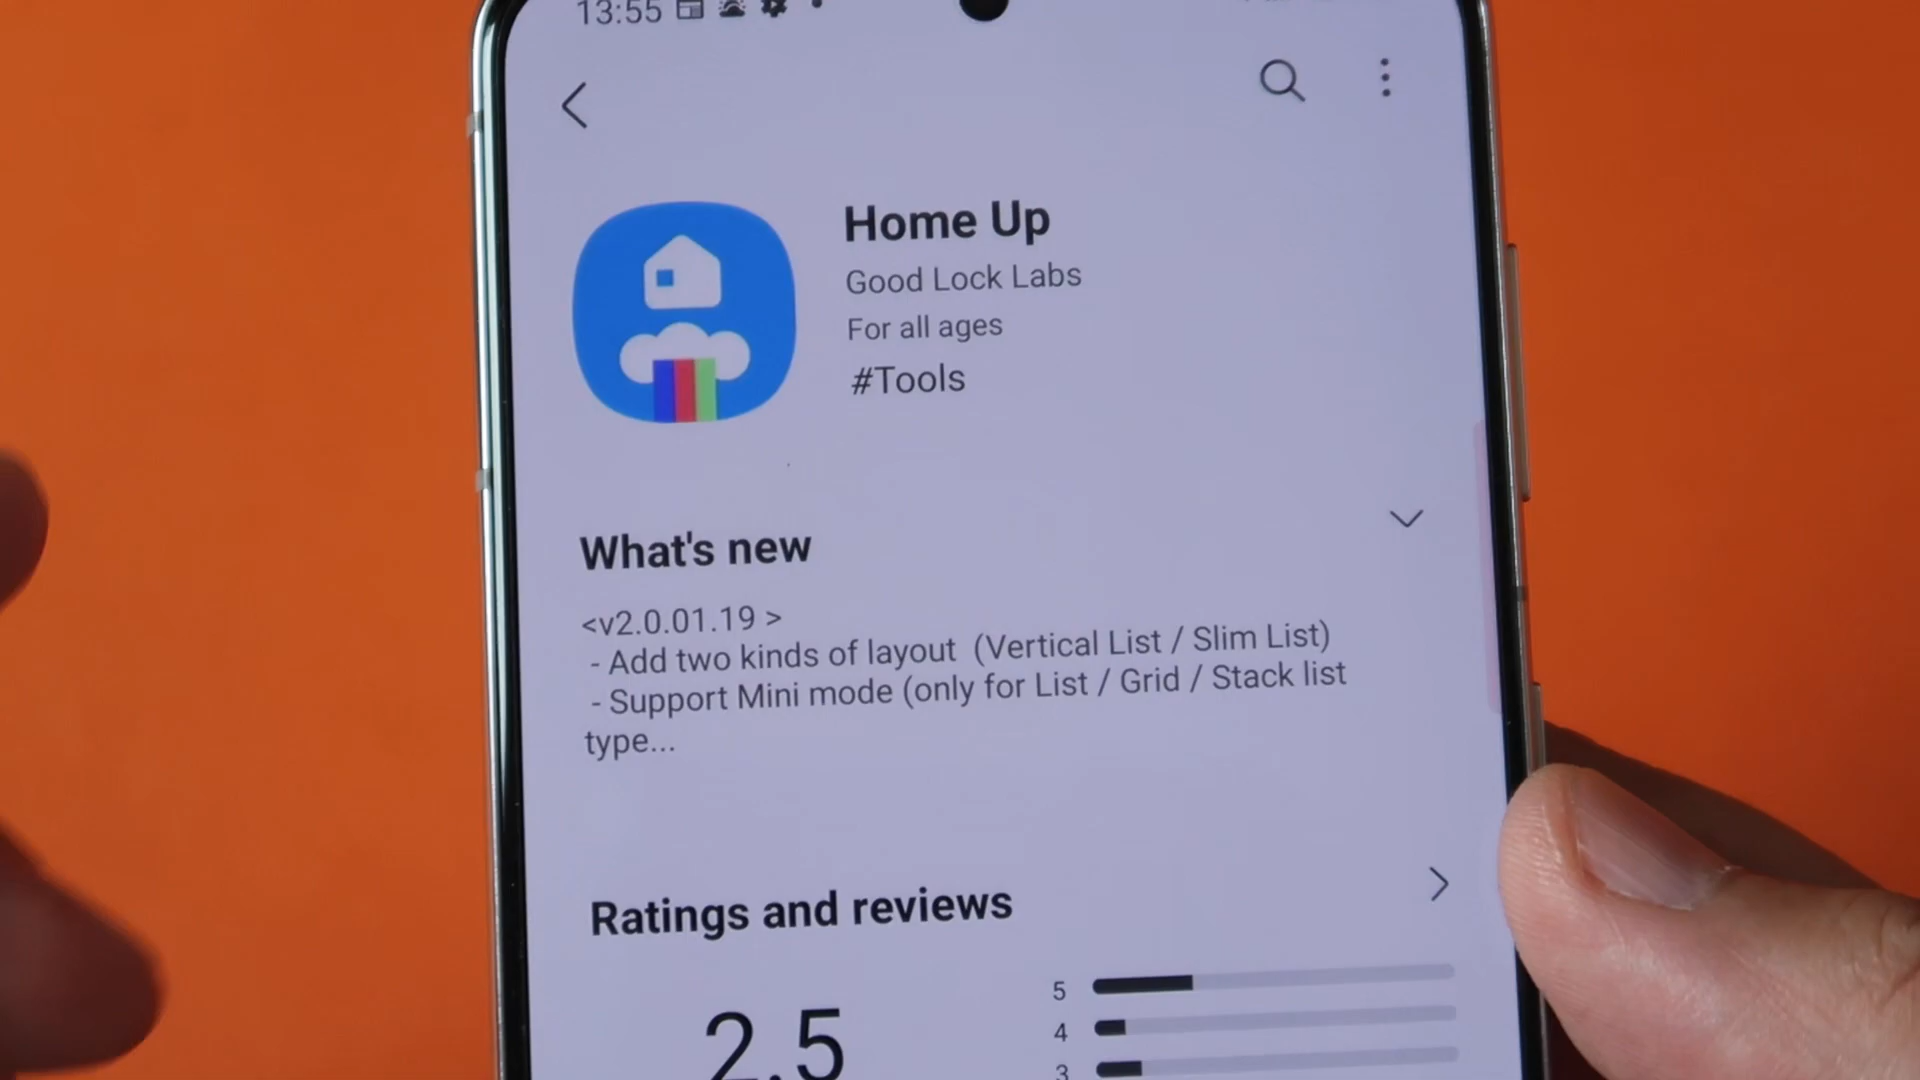 13:55
Home Up
Good Lock Labs
For all ages
#Tools
What's new
<v2.0.01.19 >
- Add two kinds of layout  (Vertical List / Slim List)
- Support Mini mode (only for List / Grid / Stack list
type...
Ratings and reviews
2.5
5
4
3